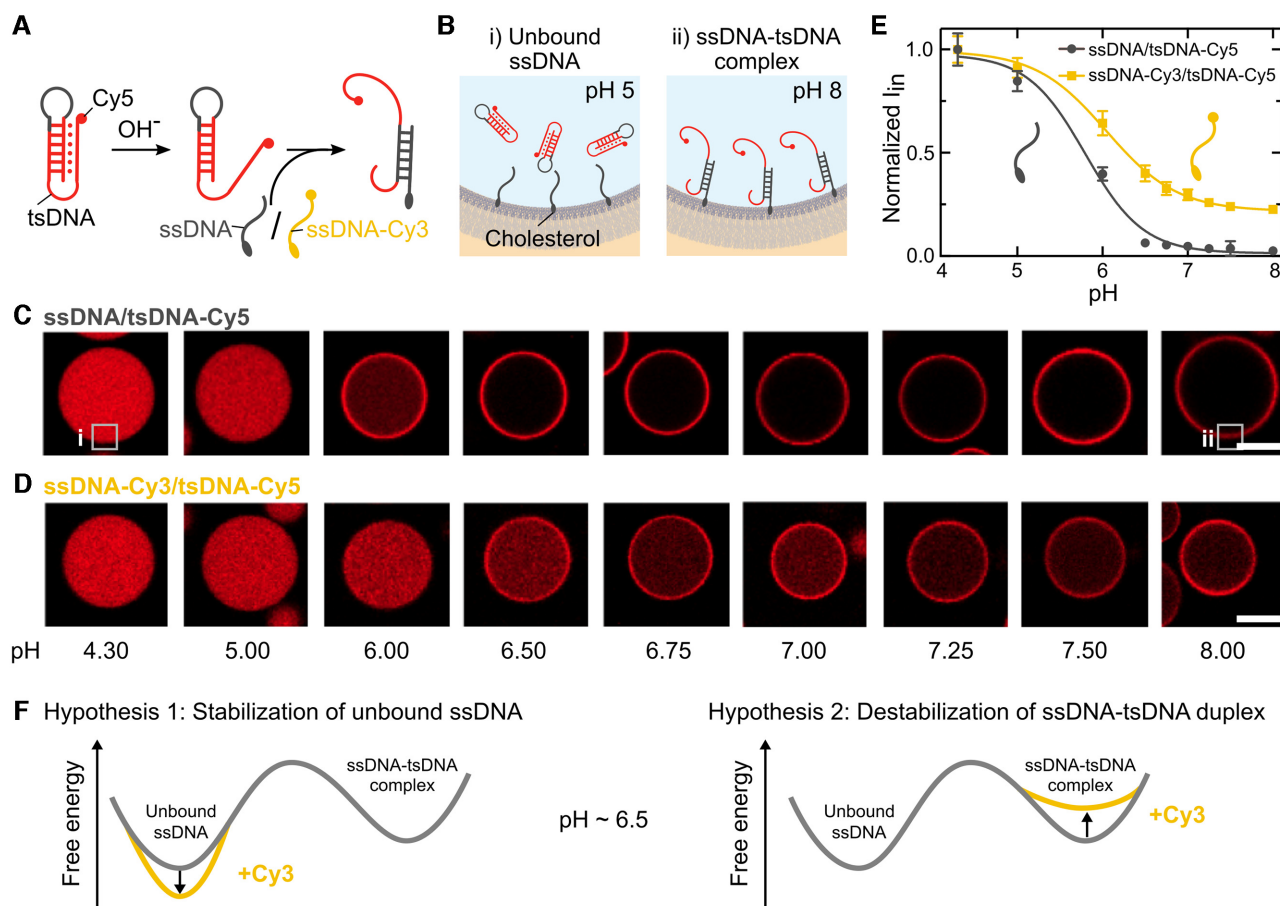 A
Cy5
OH⁻
tsDNA
ssDNA
/
ssDNA-Cy3
B
i) Unbound
ssDNA
pH 5
Cholesterol
ii) ssDNA-tsDNA
complex
pH 8
E
Normalized Iin
1.0
0.5
0.0
4
5
6
7
8
pH
ssDNA/tsDNA-Cy5
ssDNA-Cy3/tsDNA-Cy5
C
ssDNA/tsDNA-Cy5
i
ii
D
ssDNA-Cy3/tsDNA-Cy5
pH 4.30 5.00 6.00 6.50 6.75 7.00 7.25 7.50 8.00
F
Hypothesis 1: Stabilization of unbound ssDNA
Free energy
Unbound
ssDNA
ssDNA-tsDNA
complex
+Cy3
pH ~ 6.5
Hypothesis 2: Destabilization of ssDNA-tsDNA duplex
Free energy
Unbound
ssDNA
ssDNA-tsDNA
complex
+Cy3